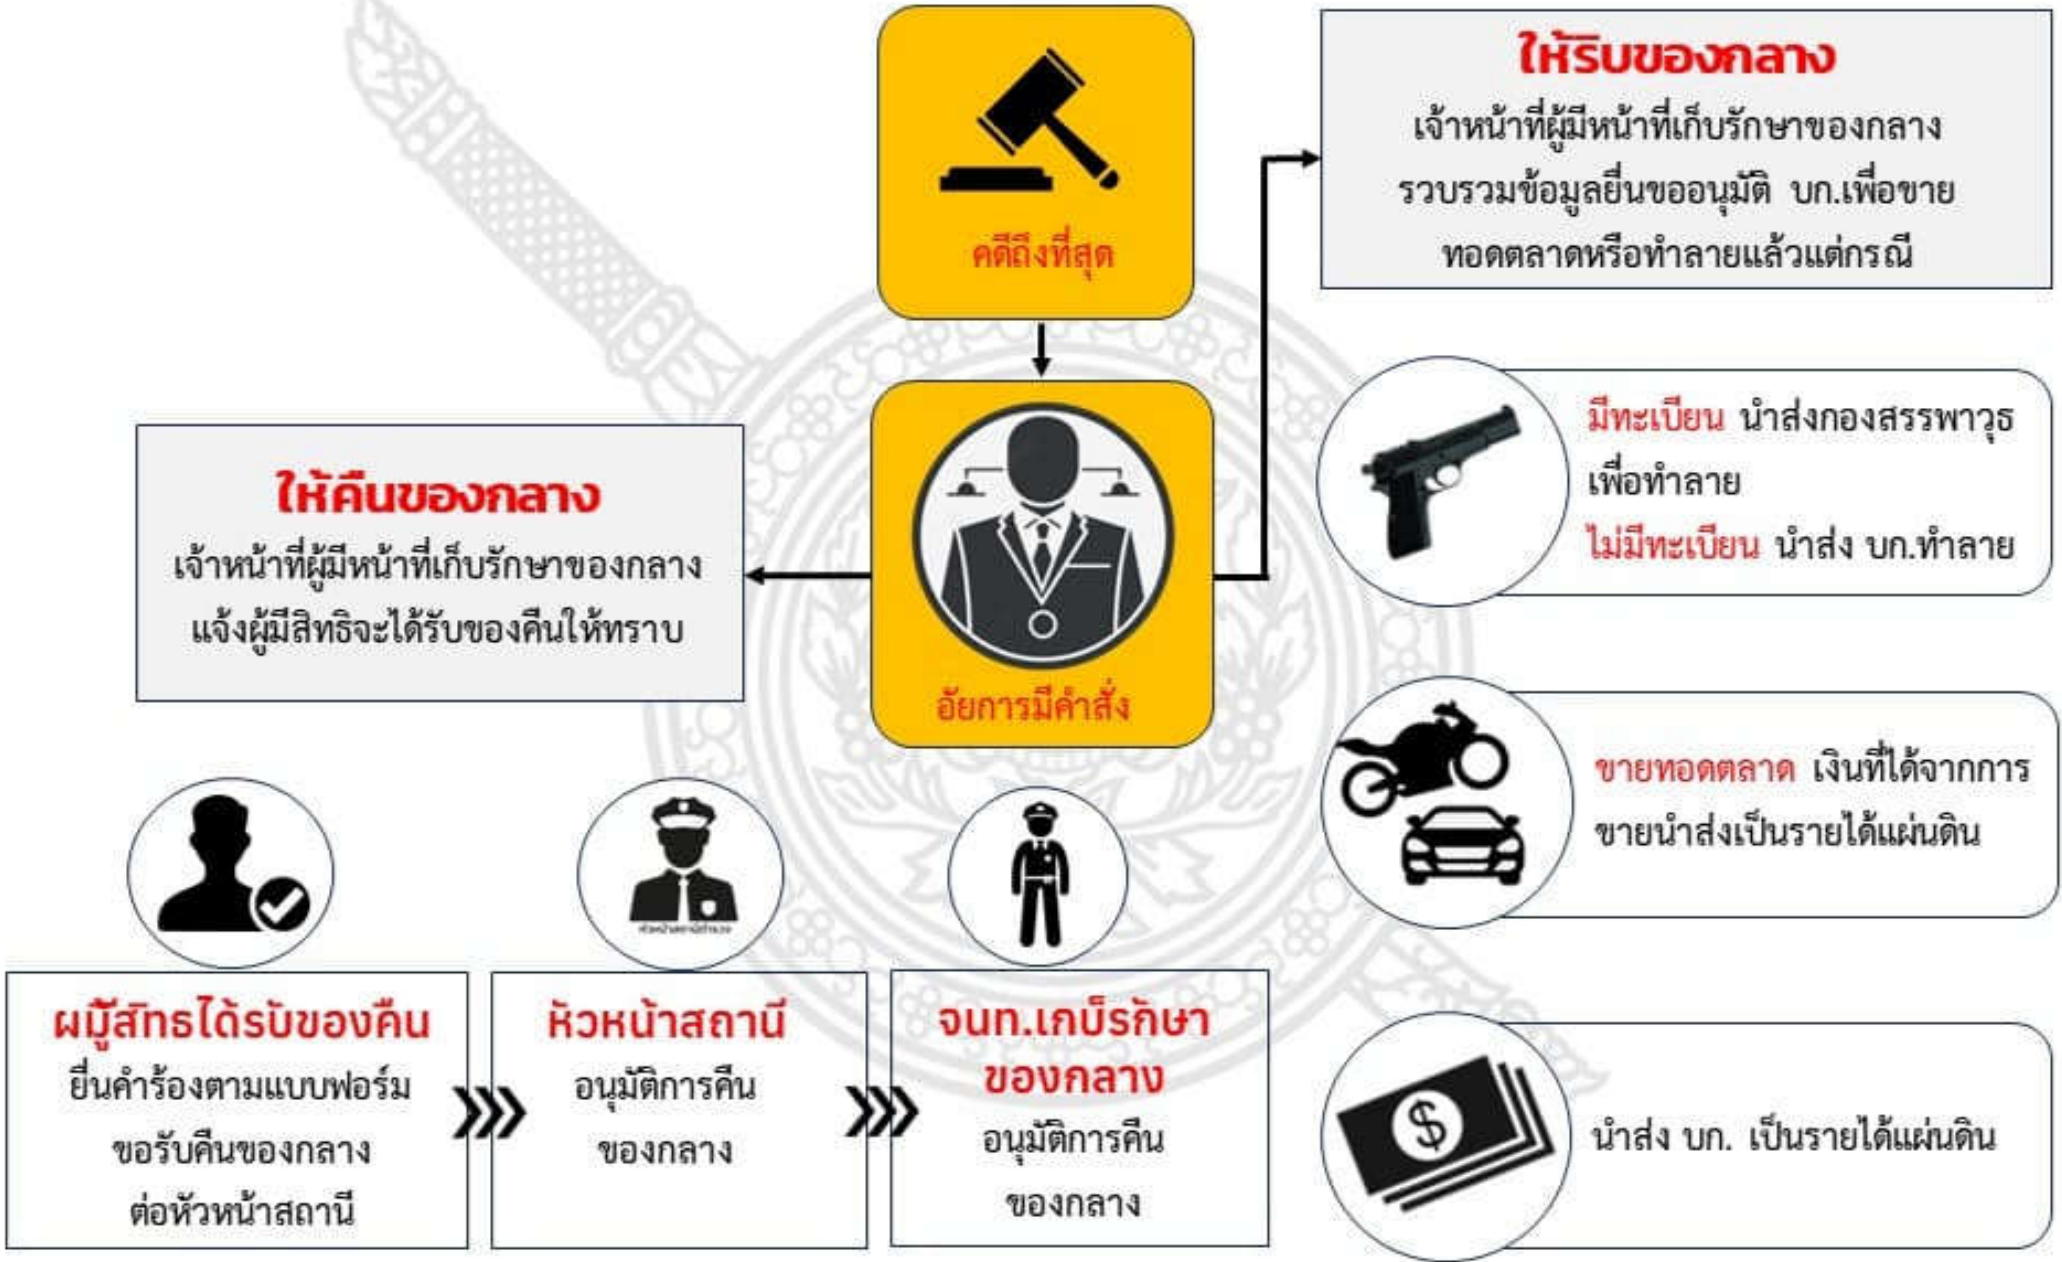 คดีถึงที่สุด
ให้ริบของกลาง
เจ้าหน้าที่ผู้มีหน้าที่เก็บรักษาของกลาง
รวบรวมข้อมูลยื่นขออนุมัติ บก.เพื่อขาย
ทอดตลาดหรือทำลายแล้วแต่กรณี
อัยการมีคำสั่ง
ให้คืนของกลาง
เจ้าหน้าที่ผู้มีหน้าที่เก็บรักษาของกลาง
แจ้งผู้มีสิทธิจะได้รับของคืนให้ทราบ
มีทะเบียน นำส่งกองสรรพาวุธ
เพื่อทำลาย
ไม่มีทะเบียน นำส่ง บก.ทำลาย
ขายทอดตลาด เงินที่ได้จากการ
ขายนำส่งเป็นรายได้แผ่นดิน
นำส่ง บก. เป็นรายได้แผ่นดิน
หัวหน้าสถานีตำรวจ
ผมู้ีสิทธได้รับของคืน
ยื่นคำร้องตามแบบฟอร์ม
ขอรับคืนของกลาง
ต่อหัวหน้าสถานี
หัวหน้าสถานี
อนุมัติการคืน
ของกลาง
จนท.เกบ็รกัษา
ของกลาง
อนุมัติการคืน
ของกลาง